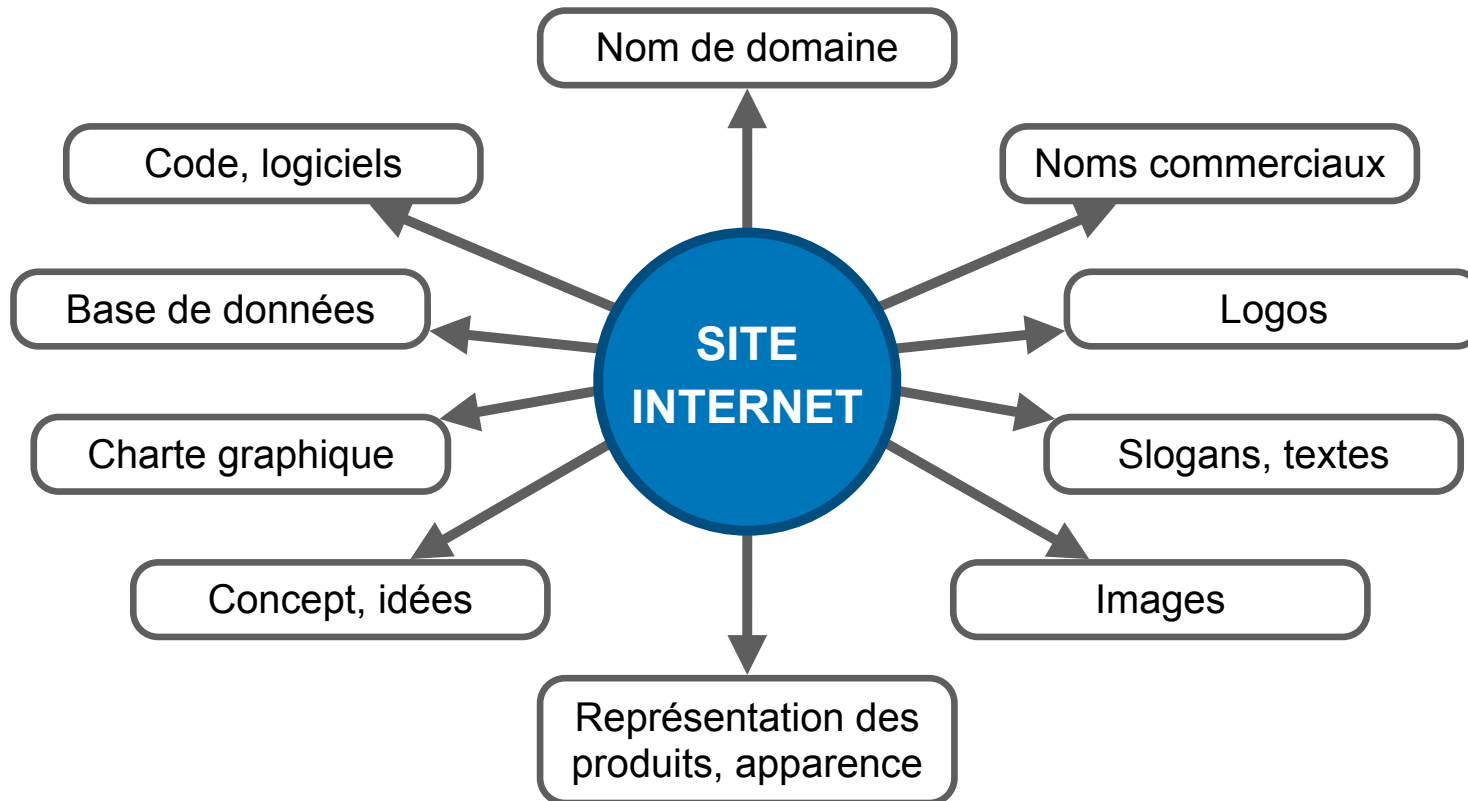 Nom de domaine
Code, logiciels
Noms commerciaux
Base de données
Logos
SITE
INTERNET
Charte graphique
Slogans, textes
Concept, idées
Images
Représentation des
produits, apparence